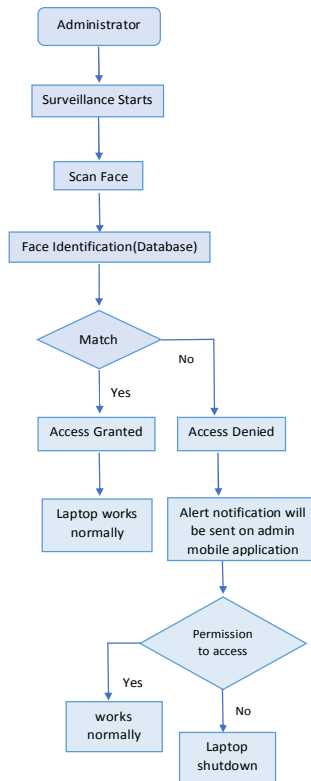 Administrator
Surveillance Starts
Scan Face
Face Identification(Database)
Match
No
Yes
Access Granted
Access Denied
Laptop works
normally
Alert notification will
be sent on admin
mobile application
Permission
to access
Yes
No
works
normally
Laptop
shutdown